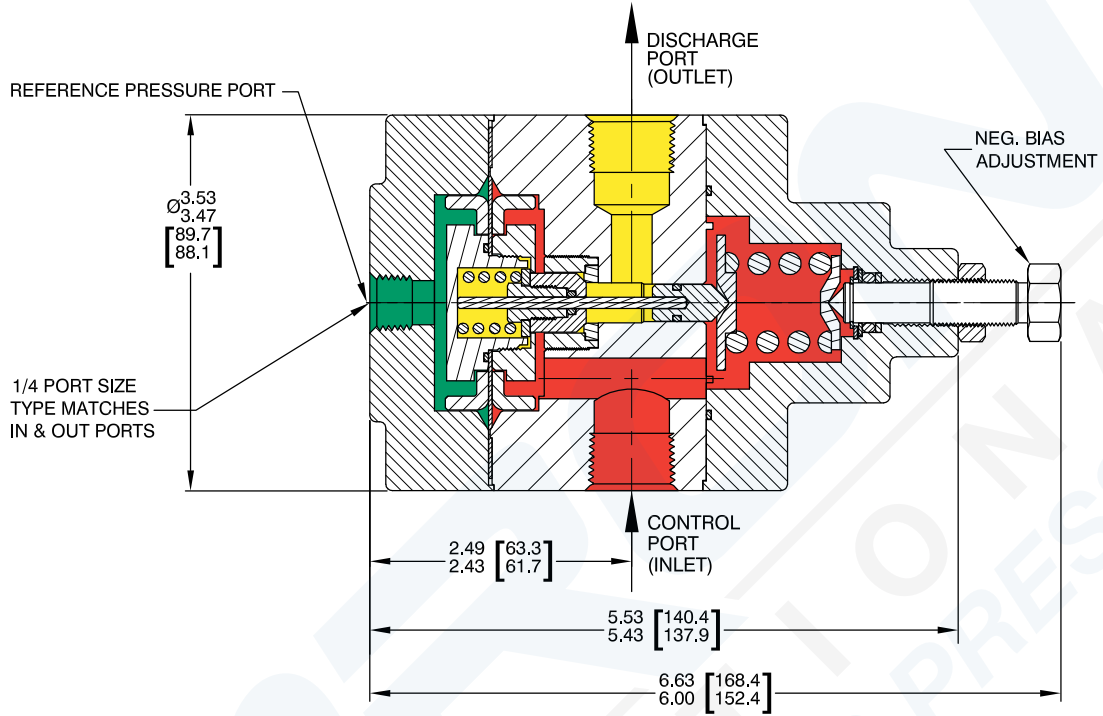 DISCHARGE
PORT
(OUTLET)
REFERENCE PRESSURE PORT
NEG. BIAS
ADJUSTMENT
Ø3.53
3.47
[89.7
88.1]
1/4 PORT SIZE
TYPE MATCHES
IN & OUT PORTS
CONTROL
PORT
(INLET)
2.49 [63.3
2.43 61.7]
5.53 [140.4
5.43 137.9]
6.63 [168.4
6.00 152.4]